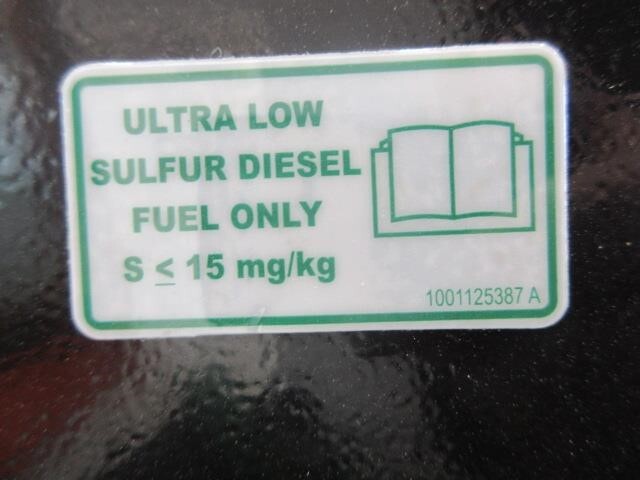 ULTRA LOW
SULFUR DIESEL
FUEL ONLY
S ≤ 15 mg/kg
1001125387 A